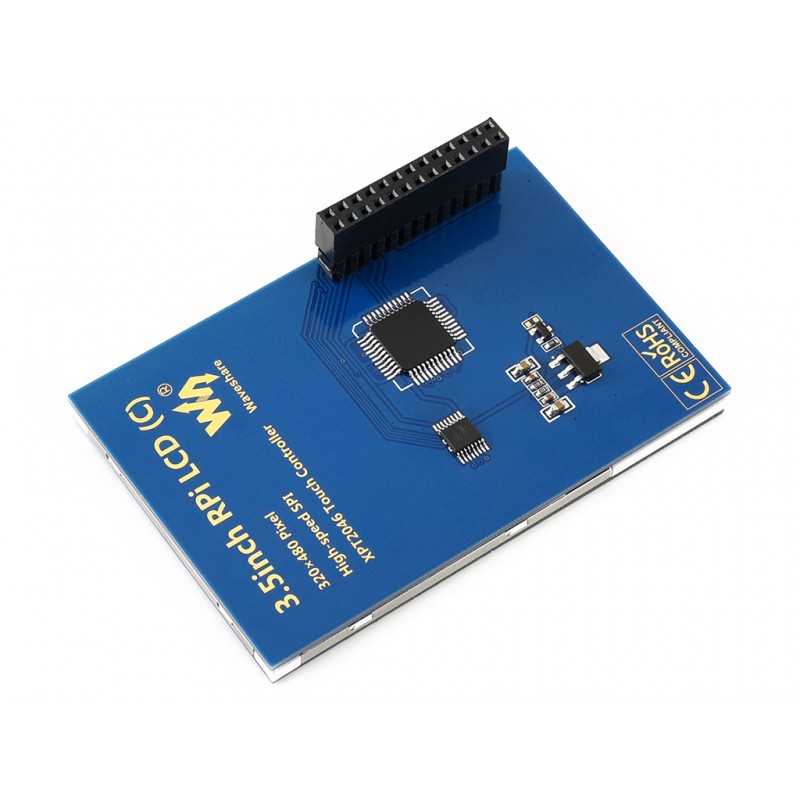 3.5inch RPi LCD (C)
320×480 Pixel
High-speed SPI
XPT2046 Touch Controller
®
Waveshare
CE
RoHS
COMPLIANT